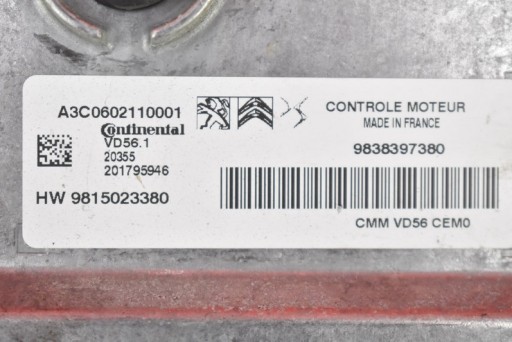 A3C0602110001
Continental
VD56.1
20355
201795946
HW 9815023380
CONTROLE MOTEUR
MADE IN FRANCE
9838397380
CMM VD56 CEM0